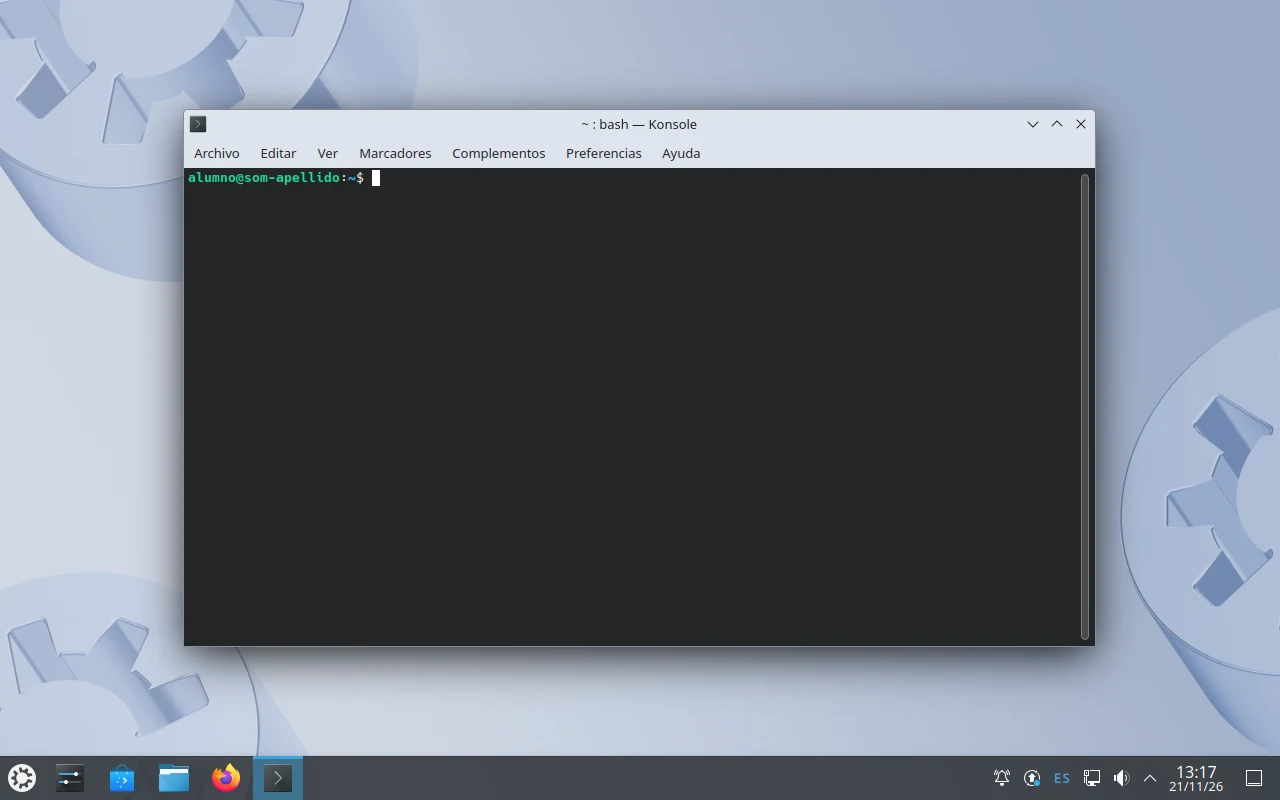 ~ : bash — Konsole
Archivo Editar Ver Marcadores Complementos Preferencias Ayuda
alumno@som-apellido:~$
ES
13:17
21/11/26